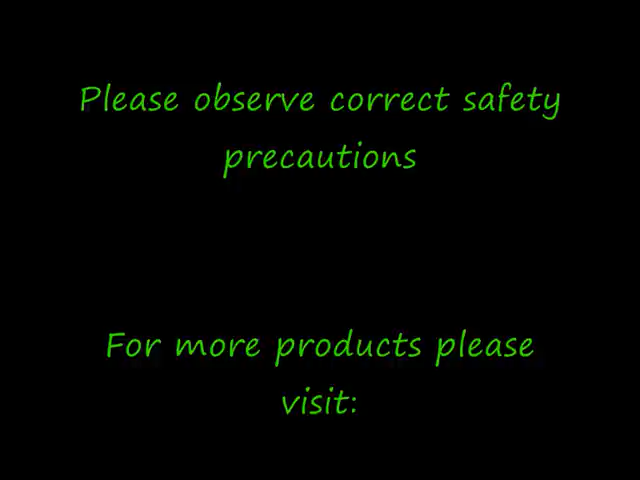 Please observe correct safety
precautions
For more products please
visit: